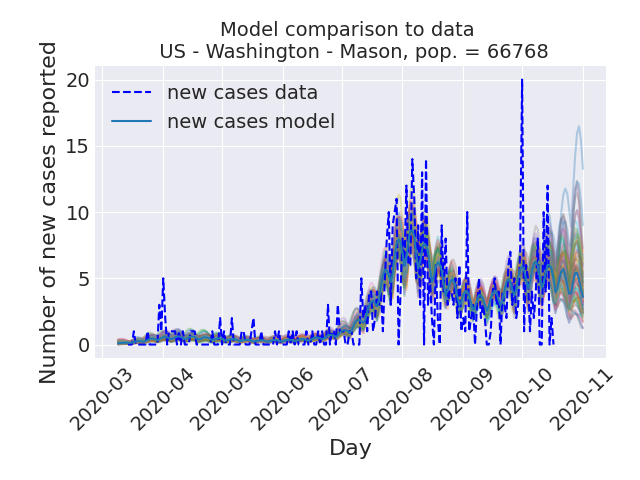 Model comparison to data
US - Washington - Mason, pop. = 66768
Number of new cases reported
20
15
10
5
0
new cases data
new cases model
2020-03
2020-04
2020-05
2020-06
2020-07
2020-08
2020-09
2020-10
2020-11
Day